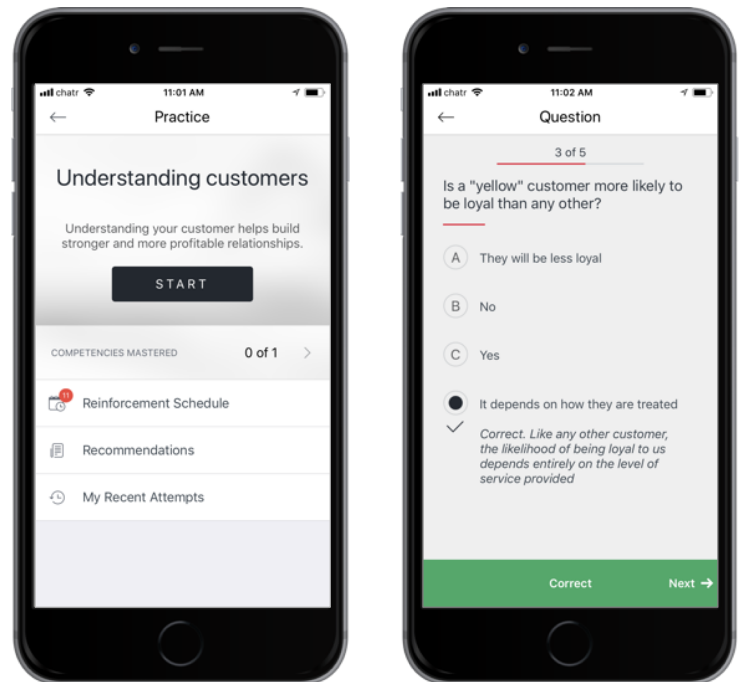 chatr
11:01 AM
Practice
Understanding customers
Understanding your customer helps build
stronger and more profitable relationships.
START
COMPETENCIES MASTERED 0 of 1
11
Reinforcement Schedule
Recommendations
My Recent Attempts
chatr
11:02 AM
Question
3 of 5
Is a "yellow" customer more likely to
be loyal than any other?
A They will be less loyal
B No
C Yes
It depends on how they are treated
Correct. Like any other customer,
the likelihood of being loyal to us
depends entirely on the level of
service provided
Correct
Next →